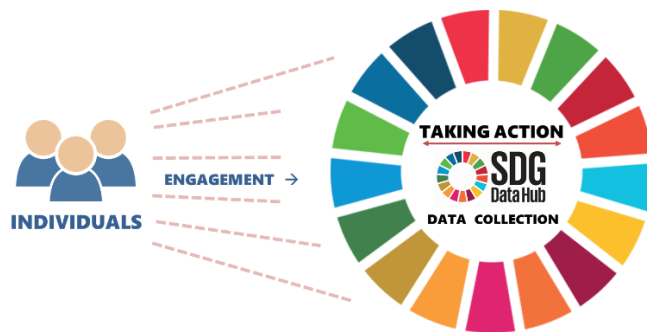 INDIVIDUALS
ENGAGEMENT →
TAKING ACTION
SDG
Data Hub
DATA COLLECTION